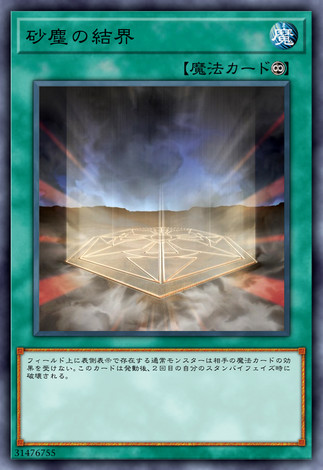 砂塵の結界
魔
【魔法カード♾】
フィールド上に表側表示で存在する通常モンスターは相手の魔法カードの効
果を受けない。このカードは発動後、２回目の自分のスタンバイフェイズ時に
破壊される。
31476755